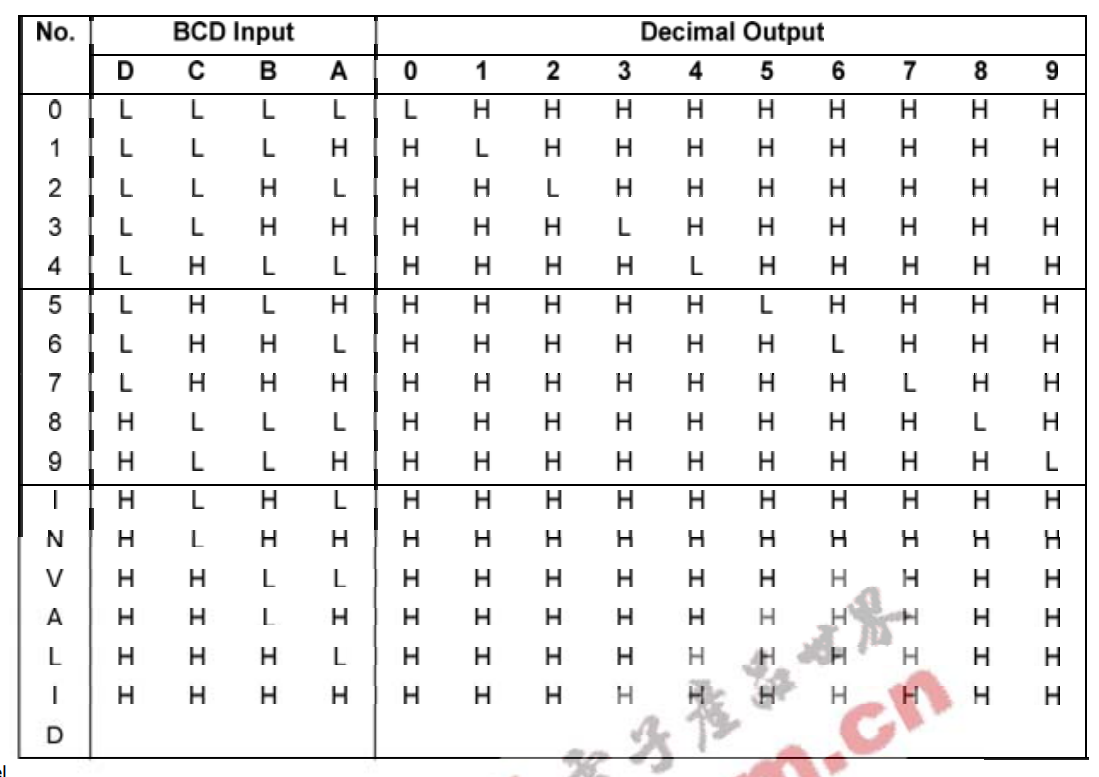 No. BCD Input Decimal Output
D C B A 0 1 2 3 4 5 6 7 8 9
0 L L L L L H H H H H H H H H
1 L L L H H L H H H H H H H H
2 L L H L H H L H H H H H H H
3 L L H H H H H L H H H H H H
4 L H L L H H H H L H H H H H
5 L H L H H H H H H L H H H H
6 L H H L H H H H H H L H H H
7 L H H H H H H H H H H L H H
8 H L L L H H H H H H H H L H
9 H L L H H H H H H H H H H L
I H L H L H H H H H H H H H H
N H L H H H H H H H H H H H H
V H H L L H H H H H H H H H H
A H H L H H H H H H H H H H H
L H H H L H H H H H H H H H H
I H H H H H H H H H H H H H H
D
电子产品世界
.cn